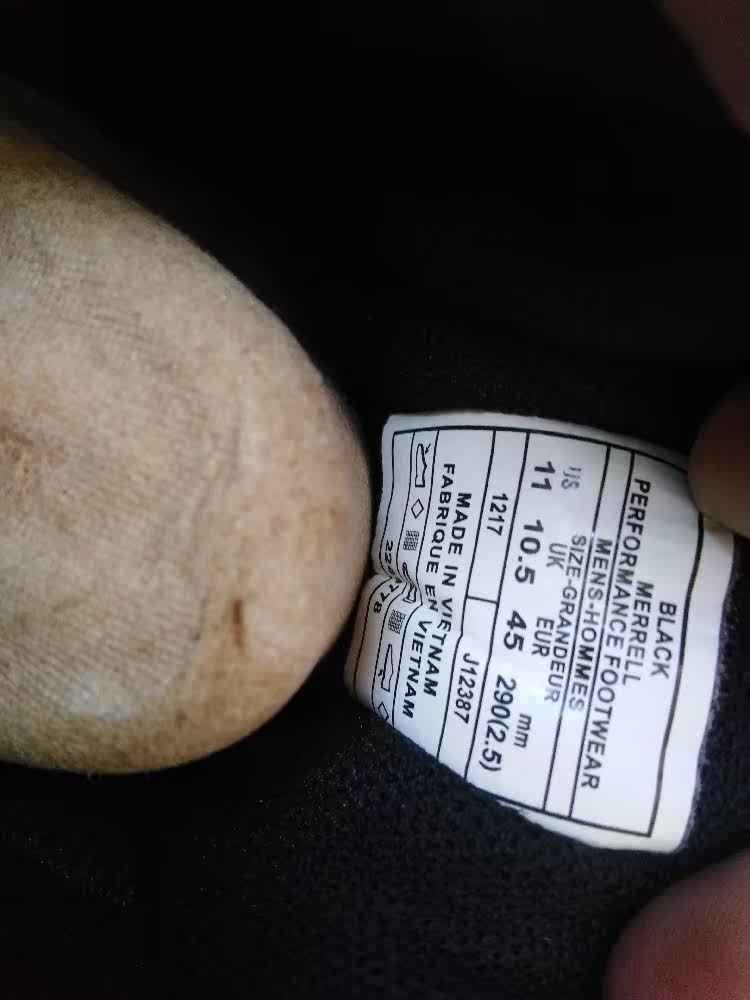 BLACK
MERRELL
PERFORMANCE FOOTWEAR
MENS-HOMMES
SIZE-GRANDEUR
US UK EUR mm
11 10.5 45 290(2.5)
1217 J12387
MADE IN VIETNAM
FABRIQUE EN VIETNAM